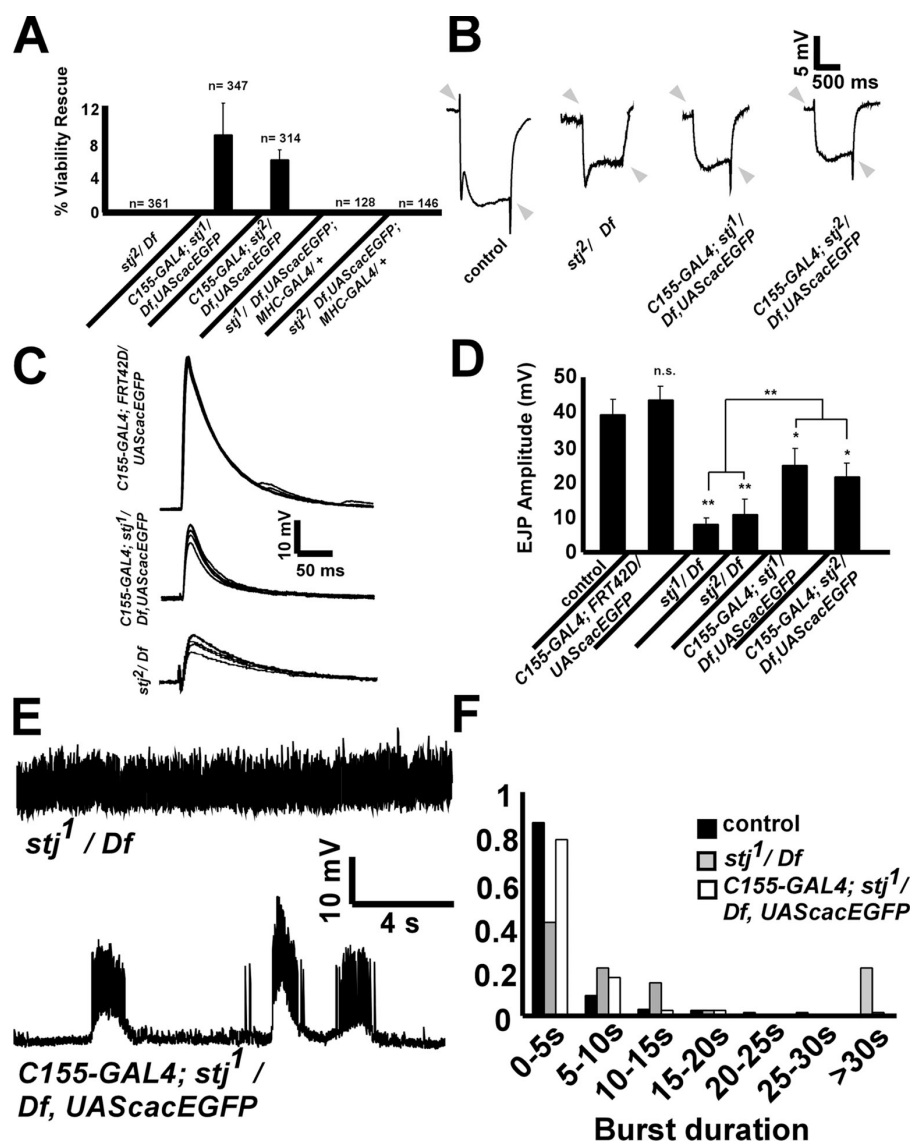 A
% Viability Rescue
12
8
4
0
n= 361
n= 347
n= 314
n= 128
n= 146
stj²/ Df
C155-GAL4; stj¹/
Df,UAScacEGFP
C155-GAL4; stj²/
Df,UAScacEGFP
stj¹/ Df,UAScacEGFP;
MHC-GAL4/+
stj²/ Df,UAScacEGFP;
MHC-GAL4/+
B
5 mV
500 ms
control
stj²/ Df
C155-GAL4; stj¹/
Df,UAScacEGFP
C155-GAL4; stj²/
Df,UAScacEGFP
C
C155-GAL4; FRT42D/
UAScacEGFP
C155-GAL4; stj¹/
Df,UAScacEGFP
stj²/ Df
10 mV
50 ms
D
EJP Amplitude (mV)
50
40
30
20
10
0
n.s.
**
**
**
*
*
control
C155-GAL4; FRT42D/
UAScacEGFP
stj¹/ Df
stj²/ Df
C155-GAL4; stj¹/
Df,UAScacEGFP
C155-GAL4; stj²/
Df,UAScacEGFP
E
stj¹ / Df
10 mV
4 s
C155-GAL4; stj¹ /
Df, UAScacEGFP
F
1
0.8
0.6
0.4
0.2
0
control
stj¹/ Df
C155-GAL4; stj¹/
Df, UAScacEGFP
0-5s
5-10s
10-15s
15-20s
20-25s
25-30s
>30s
Burst duration